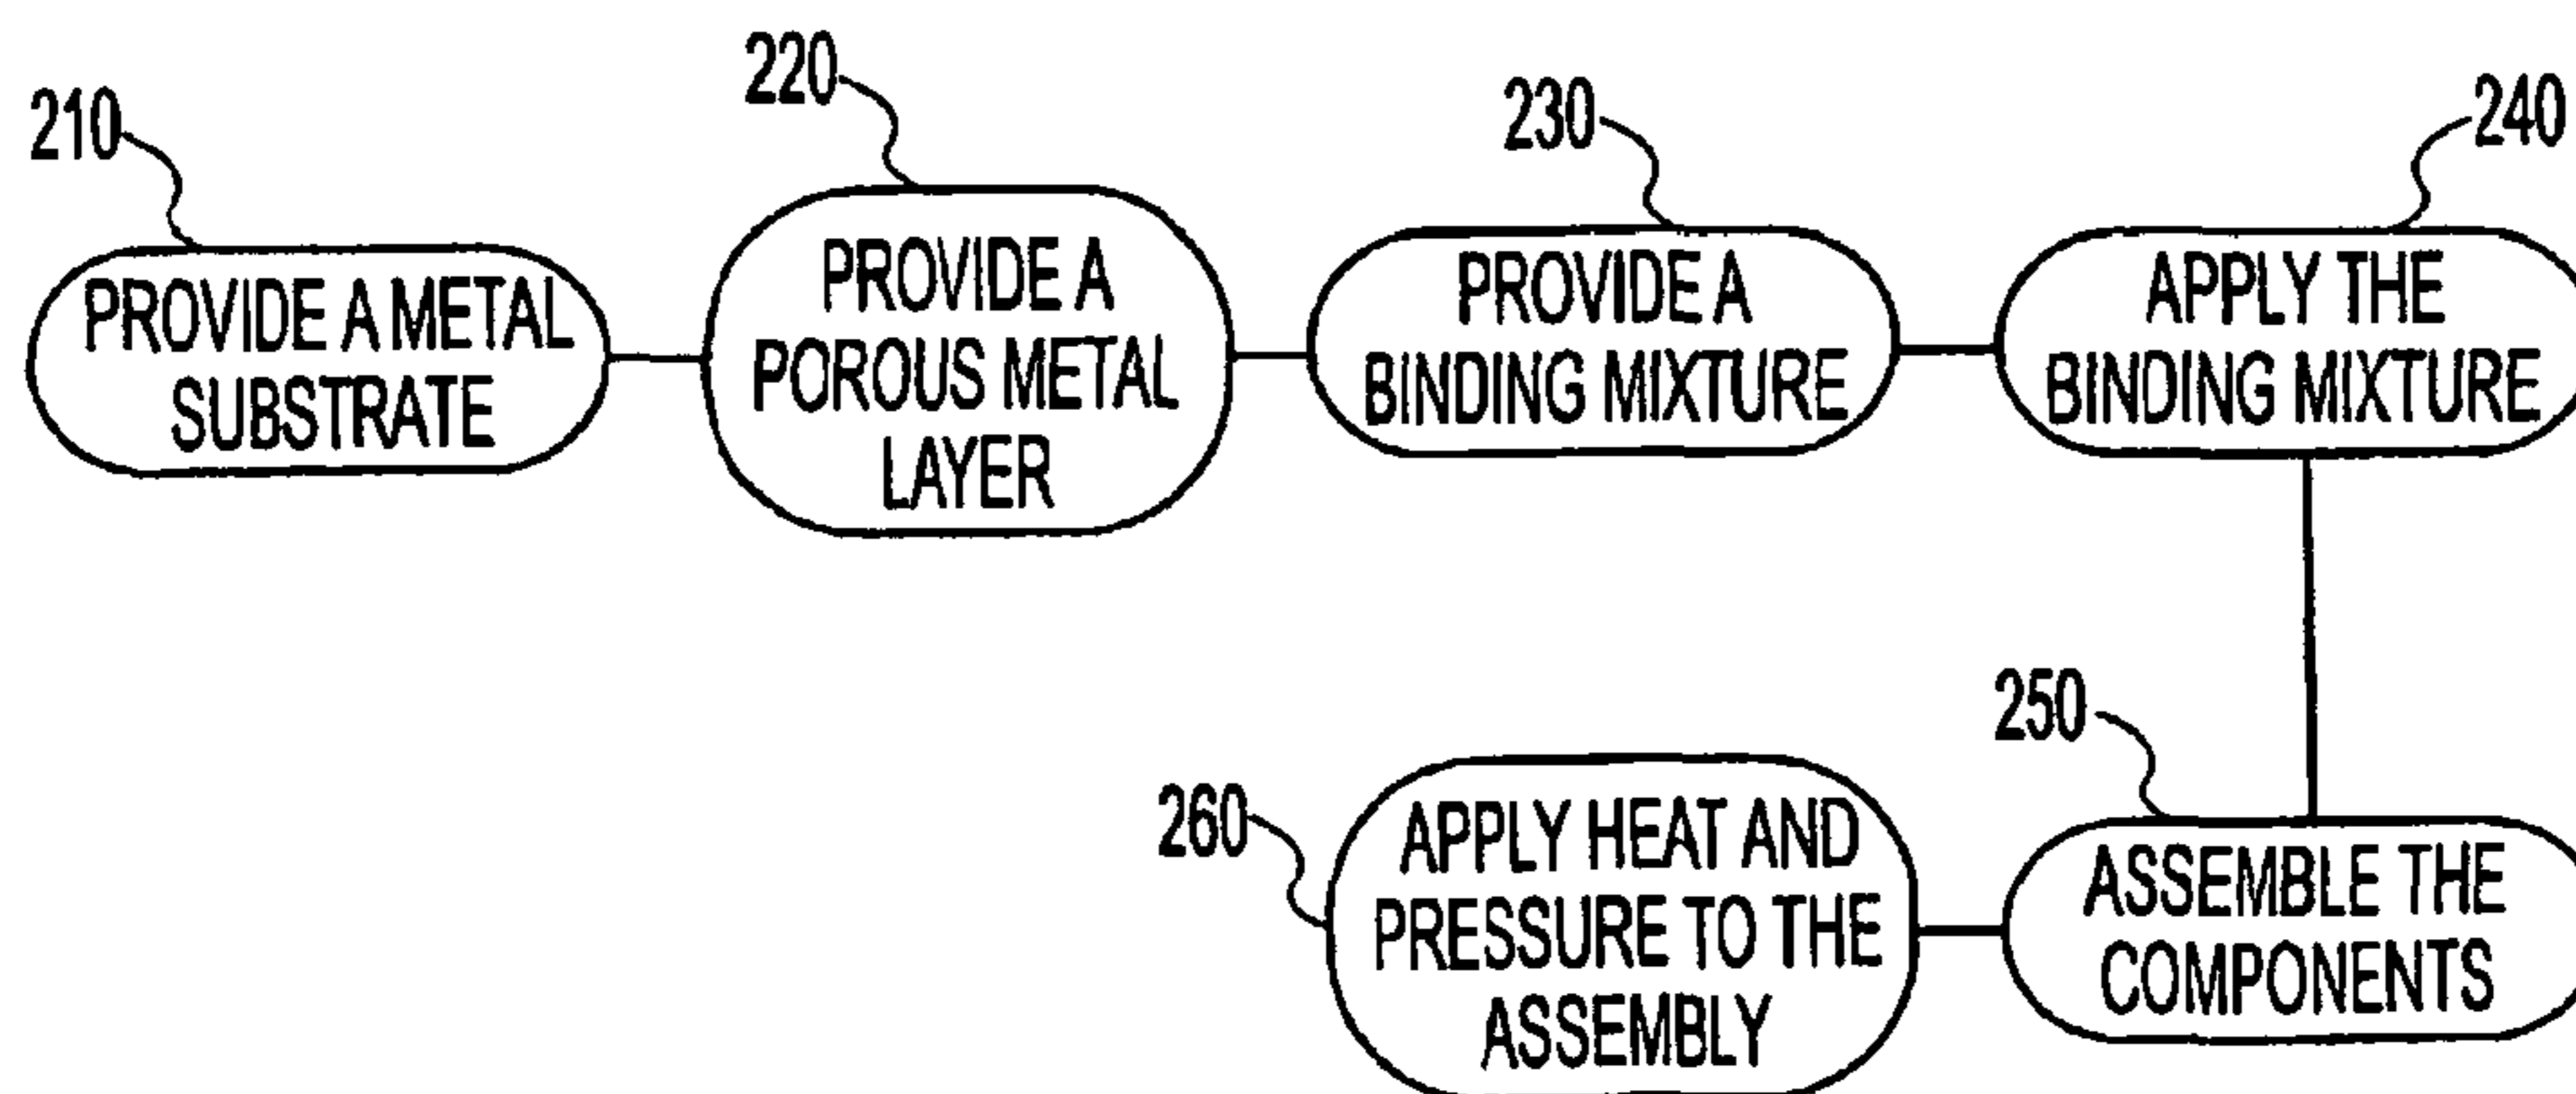 210
PROVIDE A METAL
SUBSTRATE
220
PROVIDE A
POROUS METAL
LAYER
230
PROVIDE A
BINDING MIXTURE
240
APPLY THE
BINDING MIXTURE
250
ASSEMBLE THE
COMPONENTS
260
APPLY HEAT AND
PRESSURE TO THE
ASSEMBLY